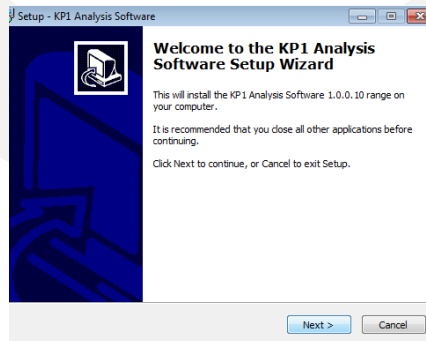 Setup - KP1 Analysis Software
Welcome to the KP1 Analysis
Software Setup Wizard
This will install the KP1 Analysis Software 1.0.0.10 range on
your computer.
It is recommended that you close all other applications before
continuing.
Click Next to continue, or Cancel to exit Setup.
Next >
Cancel